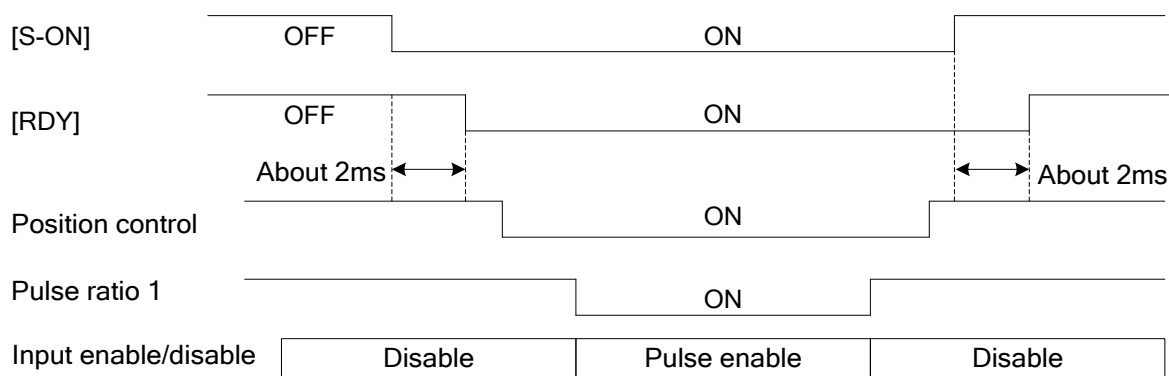 [S-ON] OFF ON
[RDY] OFF ON
About 2ms About 2ms
Position control ON
Pulse ratio 1 ON
Input enable/disable Disable Pulse enable Disable